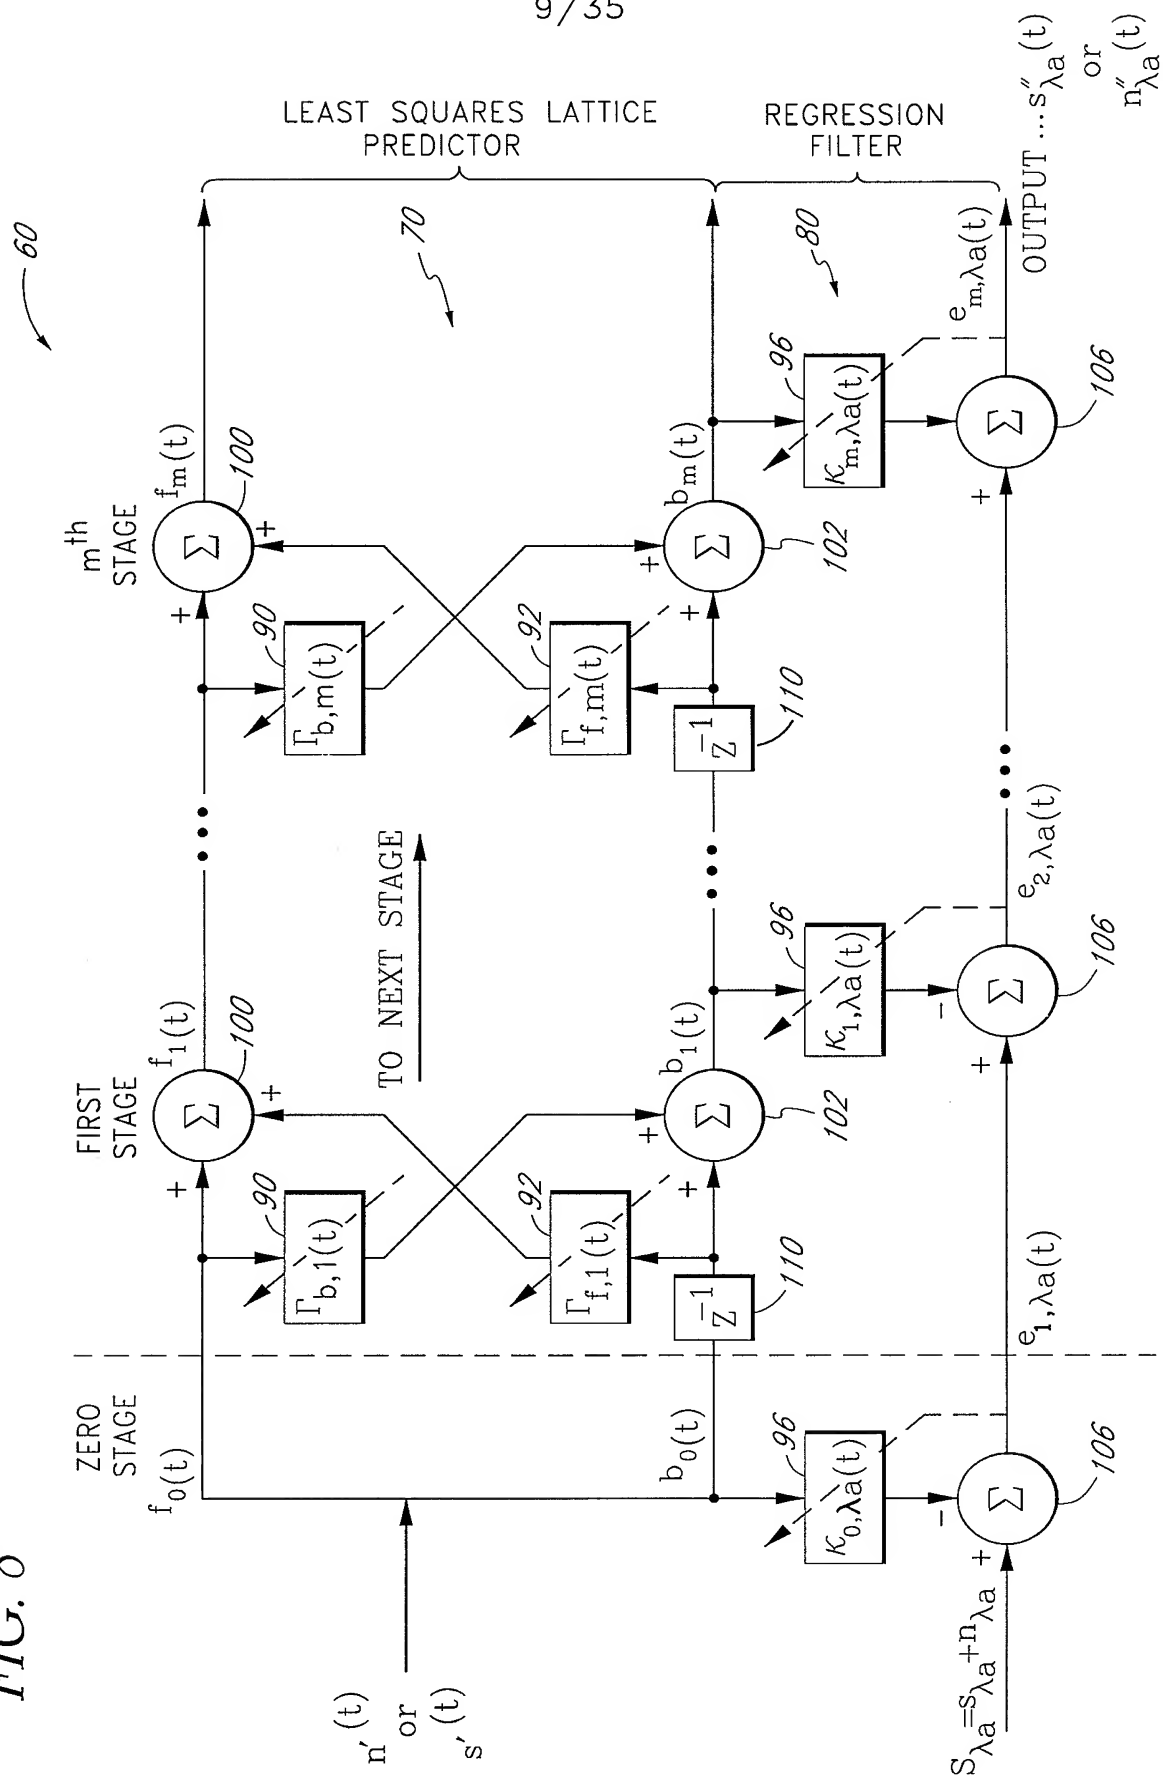 9/35
FIG.
60
ZERO
STAGE
FIRST
STAGE
mth
STAGE
LEAST SQUARES LATTICE
PREDICTOR
REGRESSION
FILTER
f0(t)
+
Σ
f1(t)
100
+
+
Σ
fm(t)
100
+
90
Γb,1(t)
90
Γb,m(t)
70
n'(t)
or
s'(t)
TO NEXT STAGE
92
Γf,1(t)
92
Γf,m(t)
b0(t)
z-1
110
+
+
Σ
102
b1(t)
z-1
110
+
+
Σ
102
bm(t)
80
96
κ0,λa(t)
96
κ1,λa(t)
96
κm,λa(t)
Sλa=sλa+nλa
+
-
Σ
106
e1,λa(t)
+
-
Σ
106
e2,λa(t)
+
Σ
106
em,λa(t)
OUTPUT ...s"λa(t)
or
n"λa(t)